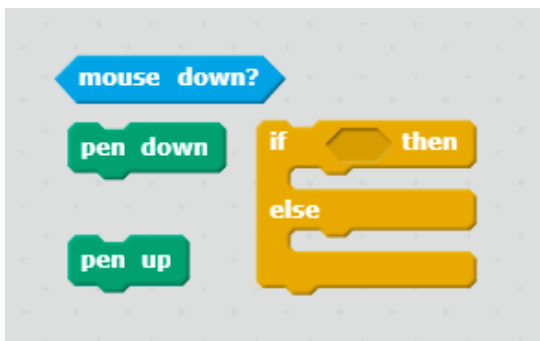 mouse down?
pen down
if then
else
pen up